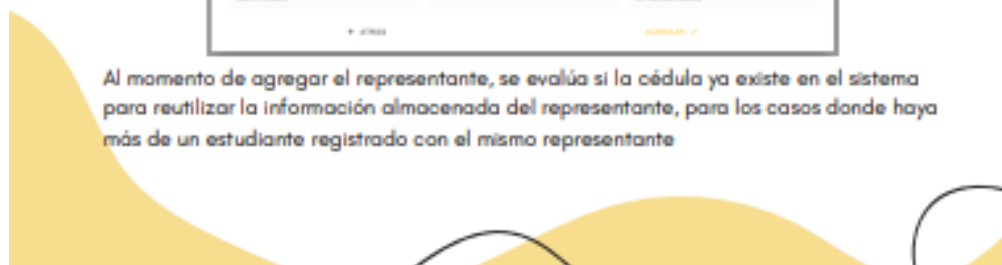 Al momento de agregar el representante, se evalúa si la cédula ya existe en el sistema
para reutilizar la información almacenada del representante, para los casos donde haya
más de un estudiante registrado con el mismo representante